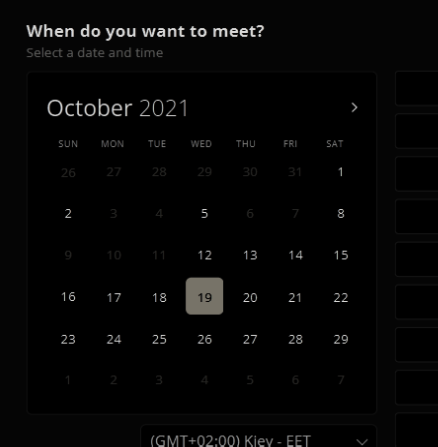 When do you want to meet?
Select a date and time
October 2021 >
SUN MON TUE WED THU FRI SAT
26 27 28 29 30 31 1
2 3 4 5 6 7 8
9 10 11 12 13 14 15
16 17 18 19 20 21 22
23 24 25 26 27 28 29
1 2 3 4 5 6 7
(GMT+02:00) Kiev - EET